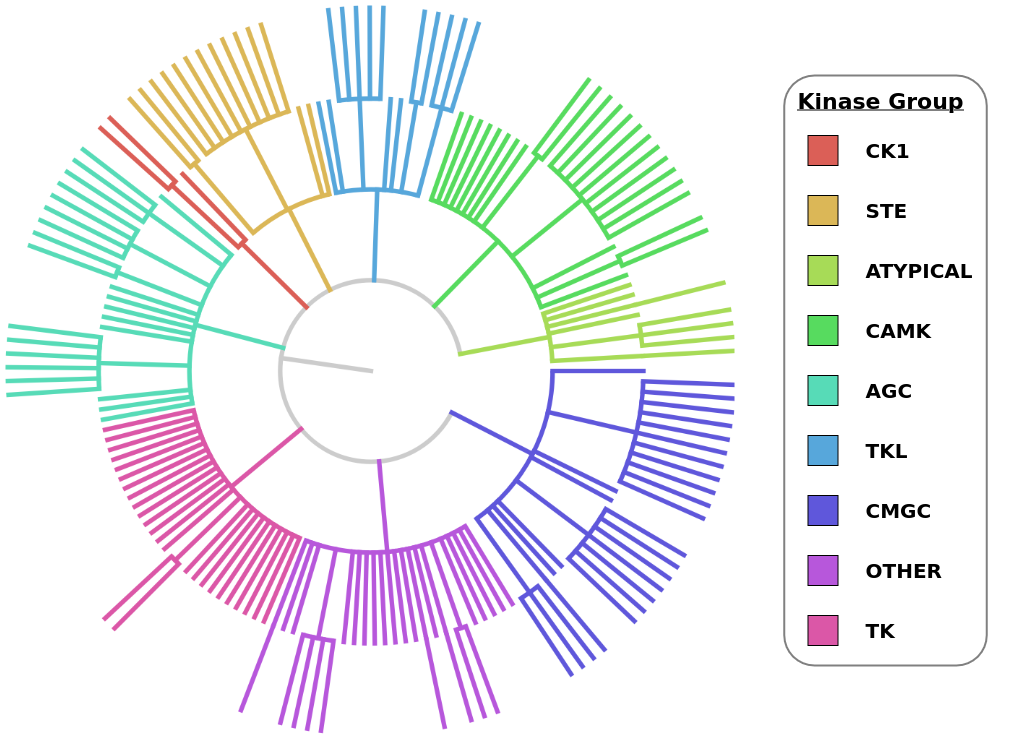 Kinase Group
CK1
STE
ATYPICAL
CAMK
AGC
TKL
CMGC
OTHER
TK